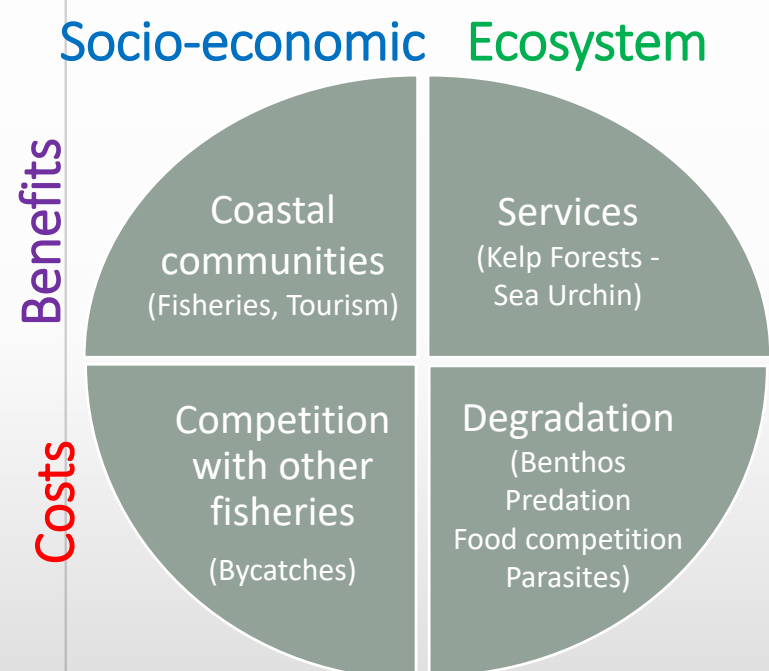 Socio-economic Ecosystem
Benefits
Coastal
communities
(Fisheries, Tourism)
Services
(Kelp Forests -
Sea Urchin)
Costs
Competition
with other
fisheries
(Bycatches)
Degradation
(Benthos
Predation
Food competition
Parasites)